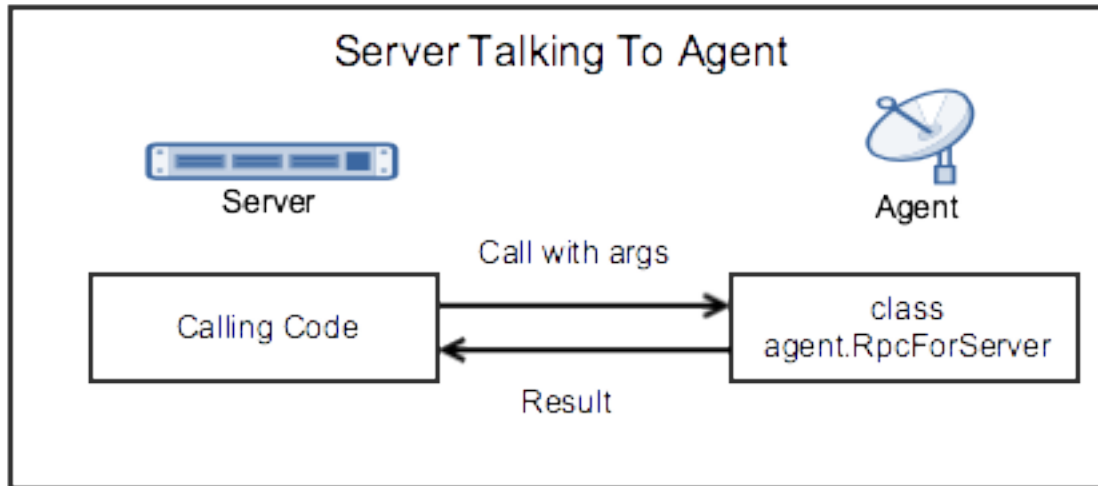 Server Talking To Agent
Server
Agent
Call with args
Calling Code
class
agent.RpcForServer
Result